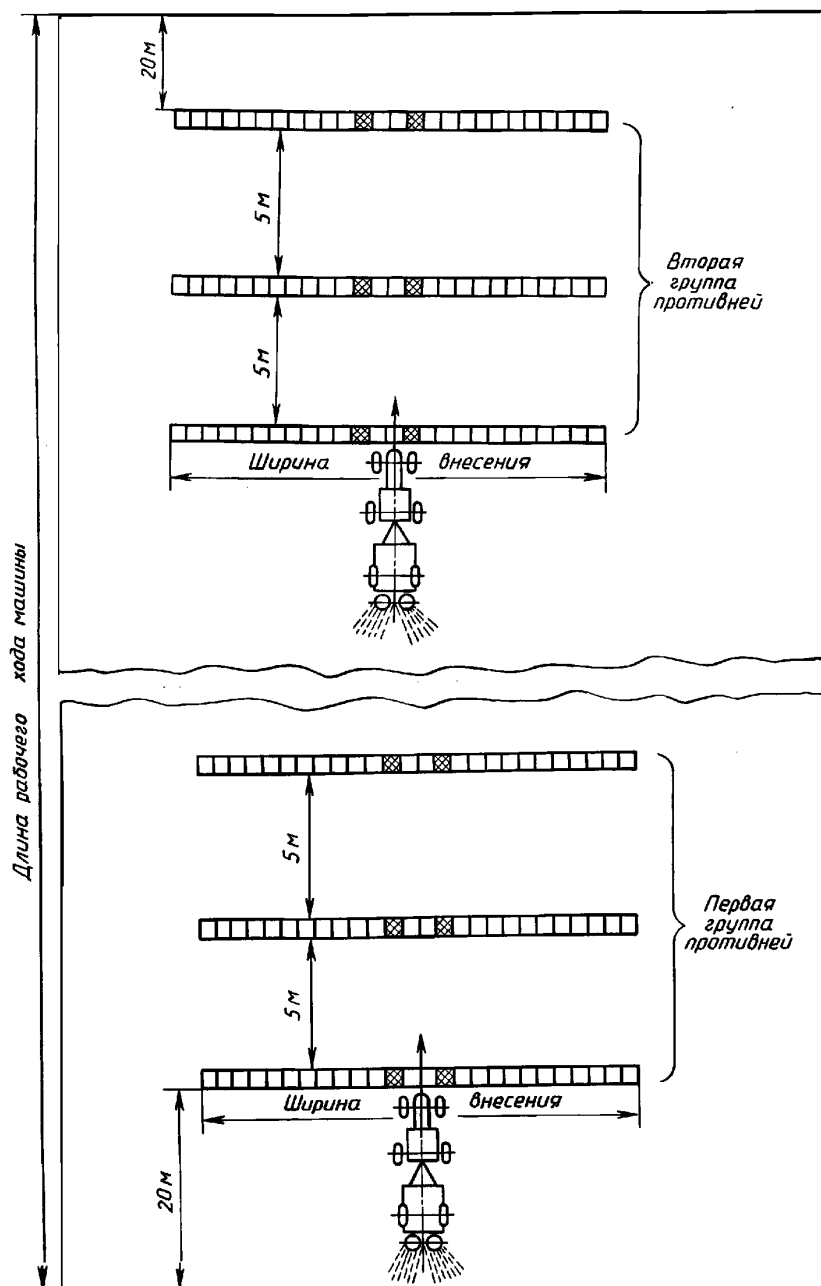 20 м
5 м
Вторая
группа
противней
5 м
Ширина внесения
Длина рабочего хода машины
5 м
Первая
группа
противней
5 м
Ширина внесения
20 м